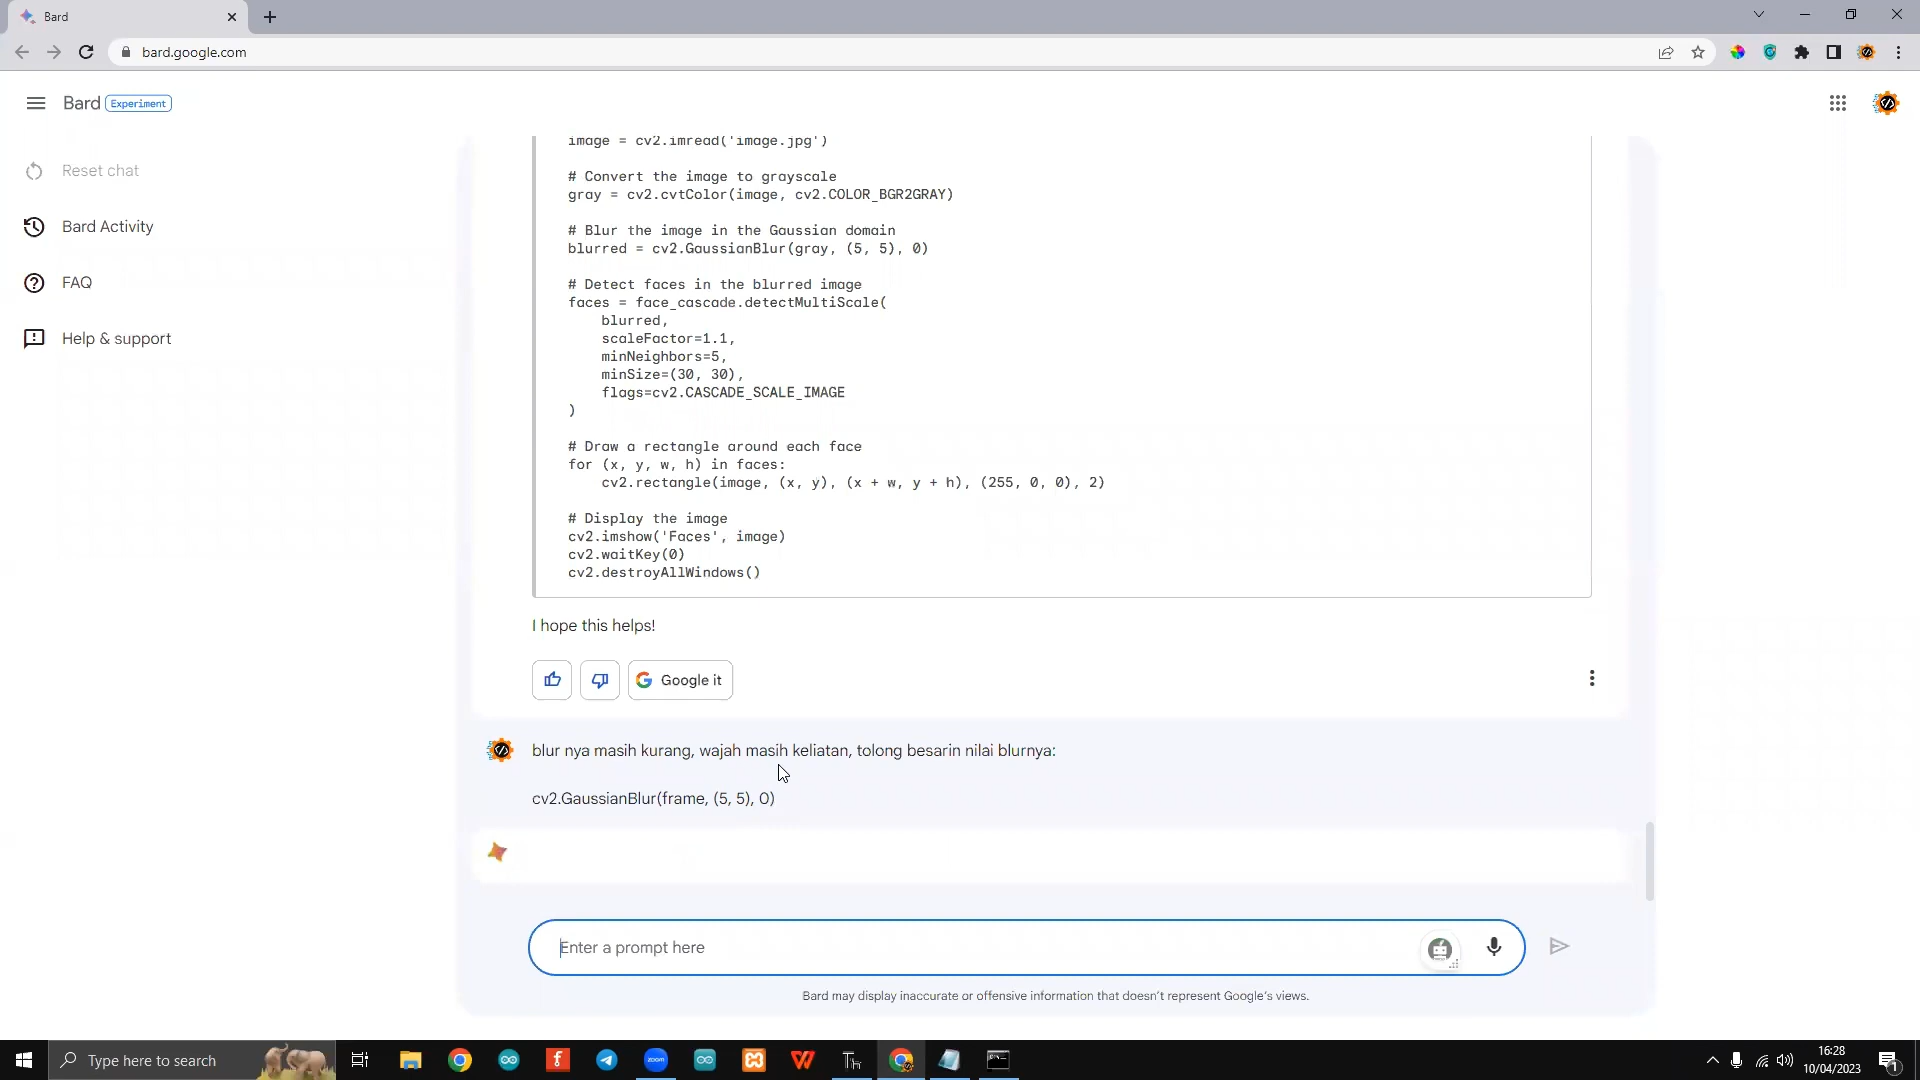 Bard
bard.google.com
Bard Experiment
Reset chat
Bard Activity
FAQ
Help & support
image = cv2.imread('image.jpg')
# Convert the image to grayscale
gray = cv2.cvtColor(image, cv2.COLOR_BGR2GRAY)
# Blur the image in the Gaussian domain
blurred = cv2.GaussianBlur(gray, (5, 5), 0)
# Detect faces in the blurred image
faces = face_cascade.detectMultiScale(
blurred,
scaleFactor=1.1,
minNeighbors=5,
minSize=(30, 30),
flags=cv2.CASCADE_SCALE_IMAGE
)
# Draw a rectangle around each face
for (x, y, w, h) in faces:
cv2.rectangle(image, (x, y), (x + w, y + h), (255, 0, 0), 2)
# Display the image
cv2.imshow('Faces', image)
cv2.waitKey(0)
cv2.destroyAllWindows()
I hope this helps!
Google it
blur nya masih kurang, wajah masih keliatan, tolong besarin nilai blurnya:
cv2.GaussianBlur(frame, (5, 5), 0)
Enter a prompt here
Bard may display inaccurate or offensive information that doesn't represent Google's views.
Type here to search
zoom
16:28
10/04/2023
1